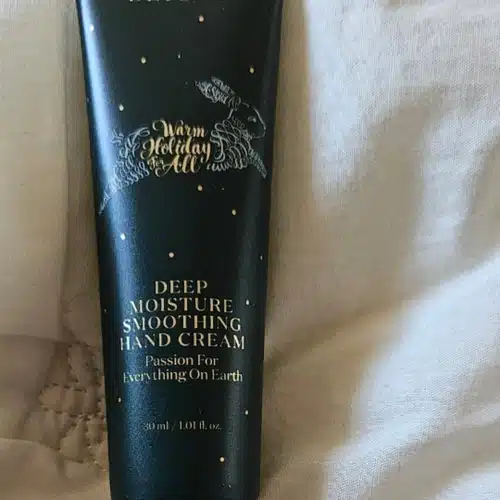 Warm
Holiday
For
All
DEEP
MOISTURE
SMOOTHING
HAND CREAM
Passion For
Everything On Earth
30 ml / 1.01 fl. oz.